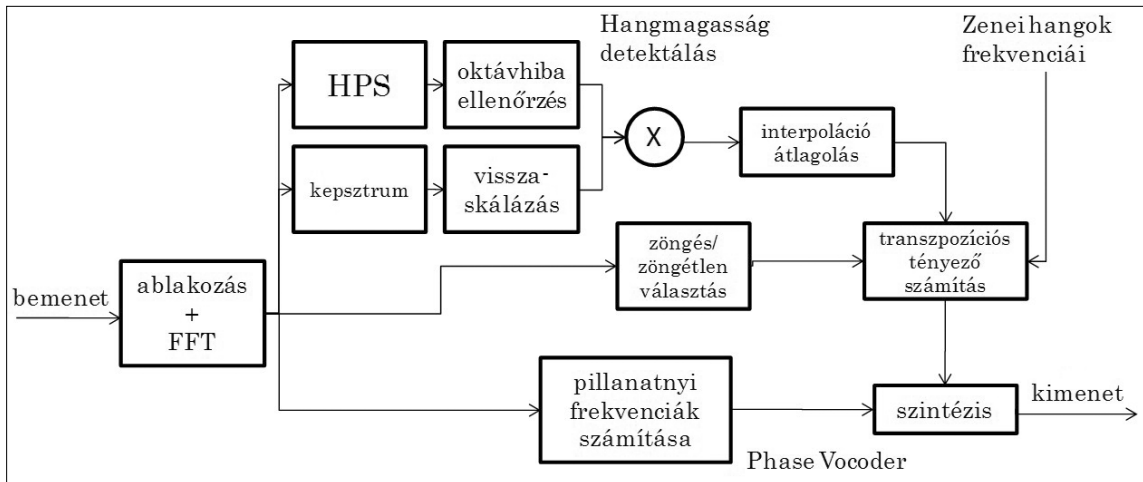 Hangmagasság
detektálás
Zenei hangok
frekvenciái
HPS
oktávhiba
ellenőrzés
X
interpoláció
átlagolás
kepsztrum
vissza-
skálázás
zöngés/
zöngétlen
választás
transzpozíciós
tényező
számítás
bemenet
ablakozás
+
FFT
pillanatnyi
frekvenciák
számítása
szintézis
kimenet
Phase Vocoder